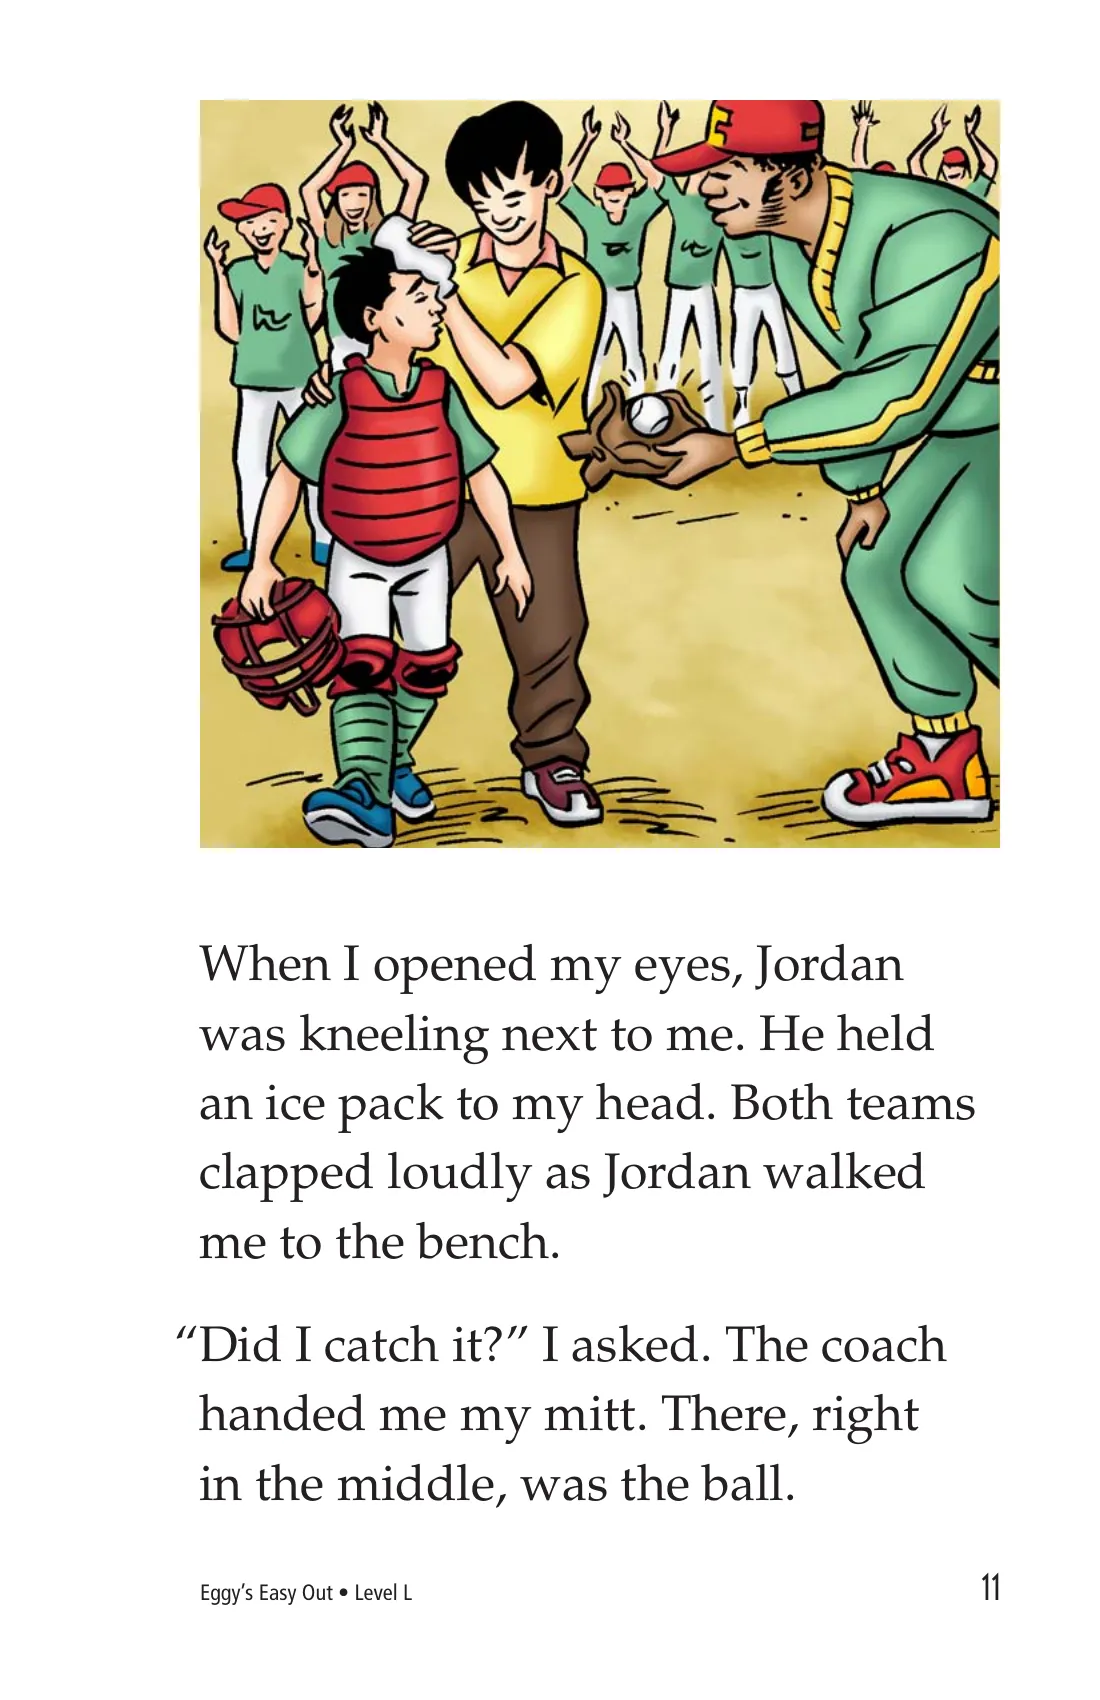 When I opened my eyes, Jordan
was kneeling next to me. He held
an ice pack to my head. Both teams
clapped loudly as Jordan walked
me to the bench.
“Did I catch it?” I asked. The coach
handed me my mitt. There, right
in the middle, was the ball.
Eggy’s Easy Out • Level L
11